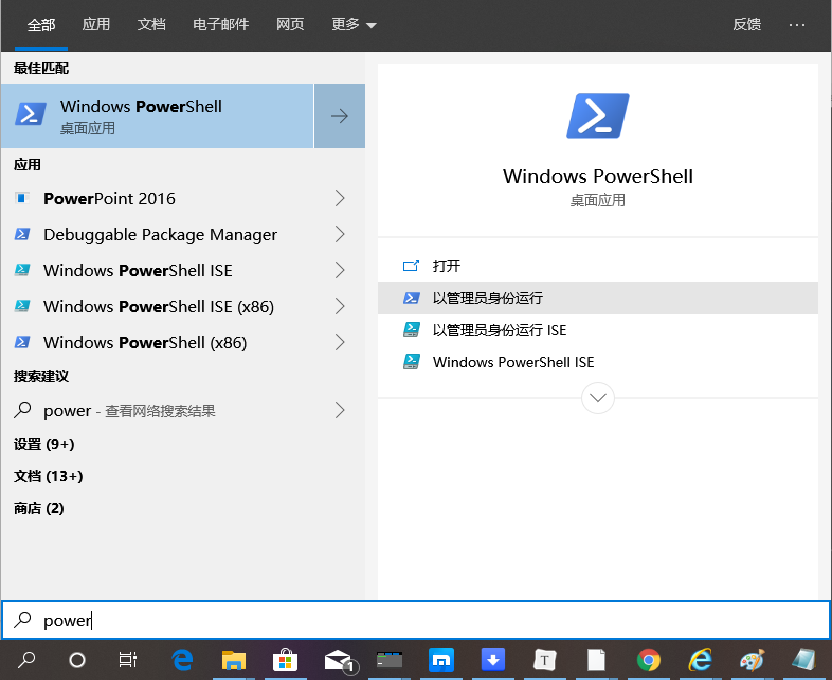 全部 应用 文档 电子邮件 网页 更多 反馈 ...
最佳匹配
Windows PowerShell
桌面应用
应用
PowerPoint 2016
Debuggable Package Manager
Windows PowerShell ISE
Windows PowerShell ISE (x86)
Windows PowerShell (x86)
搜索建议
power - 查看网络搜索结果
设置 (9+)
文档 (13+)
商店 (2)
Windows PowerShell
桌面应用
打开
以管理员身份运行
以管理员身份运行 ISE
Windows PowerShell ISE
power
1
T